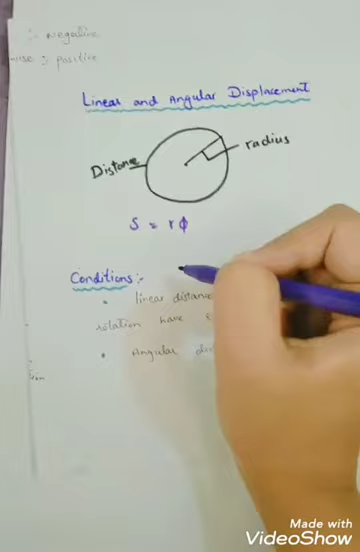 :- Negative
: positive
Linear and Angular Displacement
Distance
radius
S = rϕ
Conditions :-
• linear distance
relation have
• Angular
Made with
VideoShow